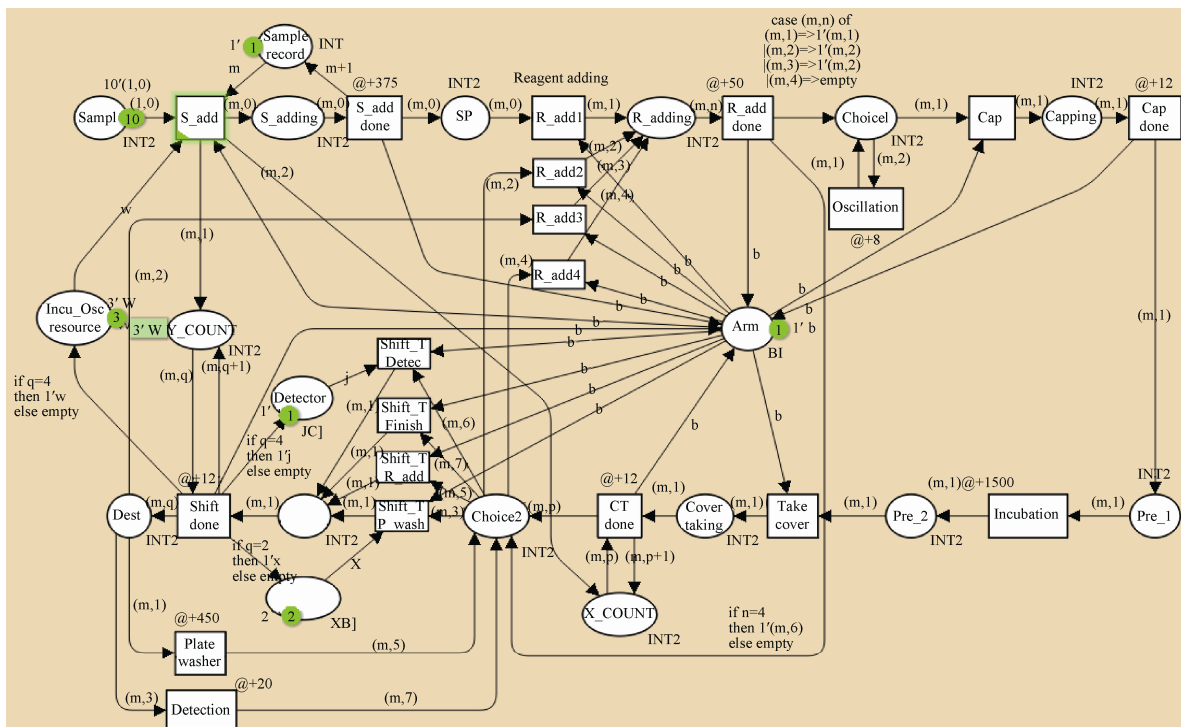 Sample
record
1′
1
INT
m
m+1
case (m,n) of
(m,1)=>1′(m,1)
|(m,2)=>1′(m,2)
|(m,3)=>1′(m,2)
|(m,4)=>empty
10′(1,0)
(1,0)
@+375
INT2
Reagent adding
@+50
INT2
@+12
Sampl
10
S_add
(m,0)
S_adding
(m,0)
S_add
done
(m,0)
SP
(m,0)
R_add1
(m,1)
R_adding
(m,n)
R_add
done
Choice1
(m,1)
Cap
(m,1)
Capping
(m,1)
Cap
done
INT2
INT2
INT2
INT2
(m,2)
(m,2)
R_add2
(m,2)
(m,3)
(m,4)
(m,1)
(m,2)
Oscillation
@+8
R_add3
w
(m,1)
(m,4)
R_add4
b
b
b
b
b
b
b
b
(m,2)
Incu_Osc
resource
3′ W
3
3′ W
Y_COUNT
INT2
Arm
1
1′ b
BI
b
b
b
b
b
b
(m,1)
Shift_T
Detec
(m,q)
(m,q+1)
if q=4
then 1′w
else empty
Detector
1′
1
JC]
j
(m,1)
Shift_T
Finish
(m,6)
b
b
if q=4
then 1′j
else empty
(m,1)
(m,7)
Shift_T
R_add
(m,1)
(m,5)
@+12
@+12
(m,1)
@+1500
INT2
Dest
(m,q)
Shift
done
(m,1)
(m,1)
Shift_T
P_wash
(m,3)
Choice2
(m,p)
CT
done
(m,1)
Cover
taking
(m,1)
Take
cover
(m,1)
Pre_2
Incubation
(m,1)
Pre_1
INT2
INT2
INT2
INT2
INT2
if q=2
then 1′x
else empty
X
(m,p)
(m,p+1)
2
2
XB]
X_COUNT
INT2
if n=4
then 1′(m,6)
else empty
(m,1)
@+450
Plate
washer
(m,5)
(m,3)
@+20
Detection
(m,7)